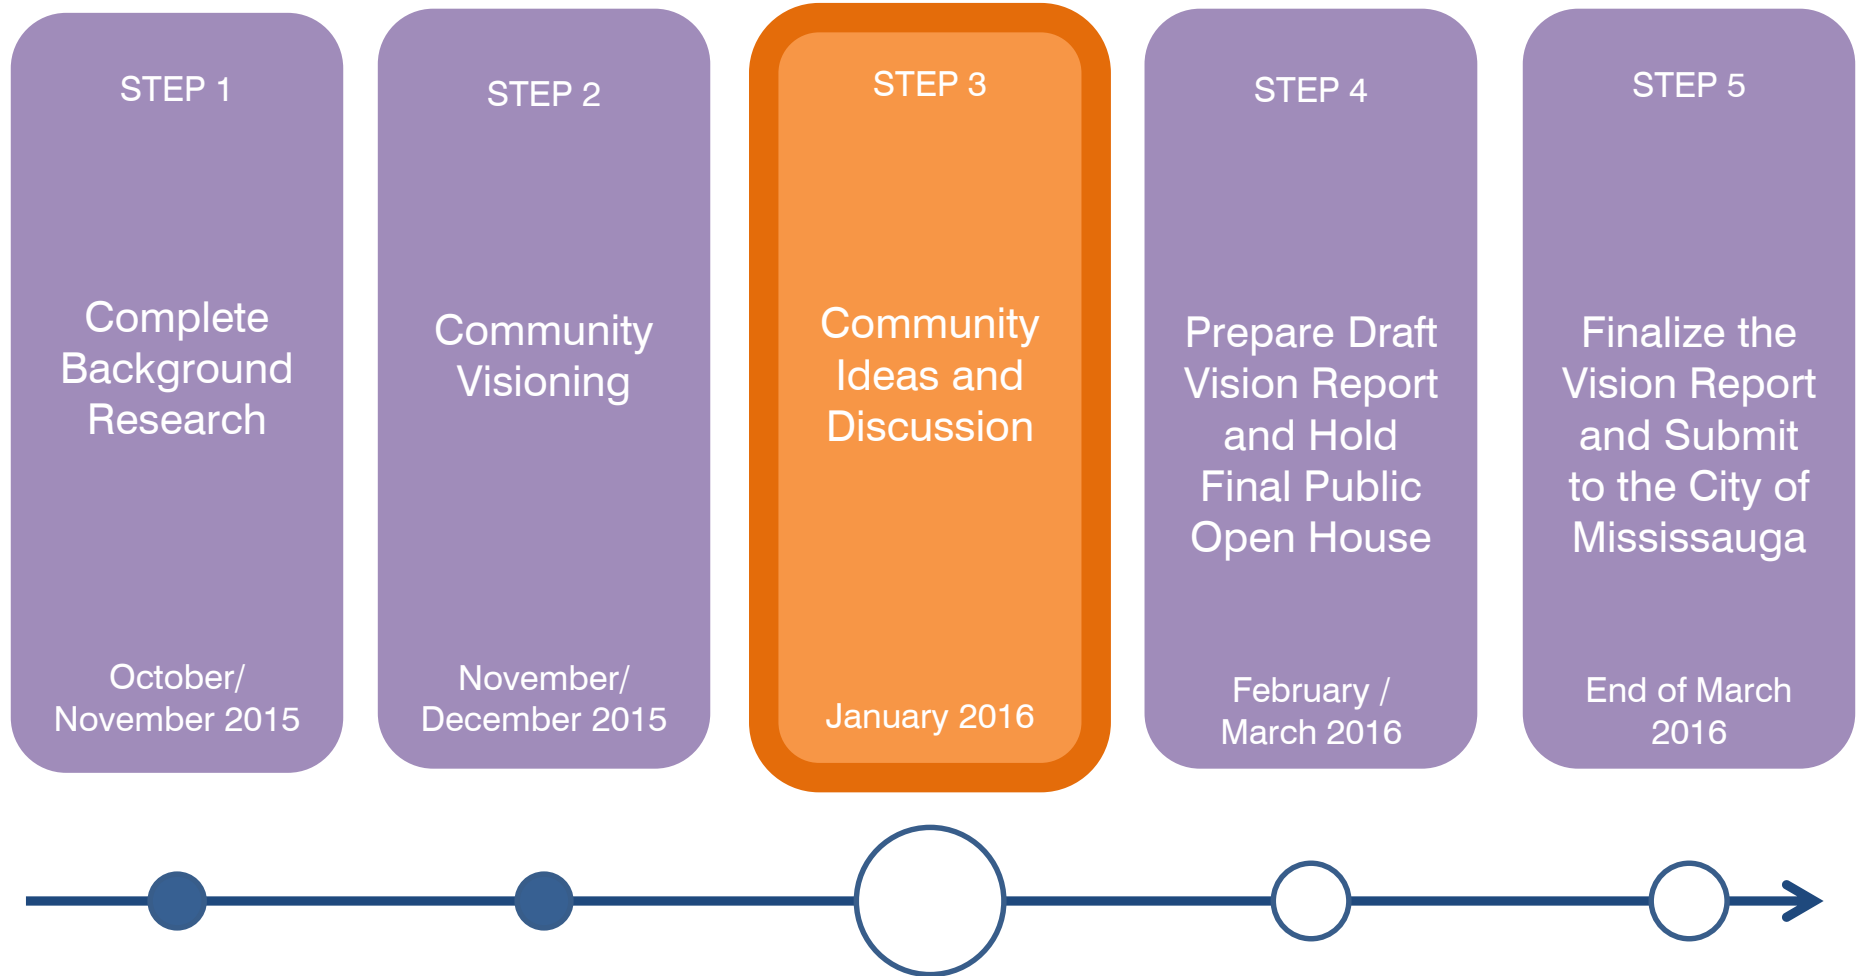 STEP 1
Complete
Background
Research
October/
November 2015
STEP 2
Community
Visioning
November/
December 2015
STEP 3
Community
Ideas and
Discussion
January 2016
STEP 4
Prepare Draft
Vision Report
and Hold
Final Public
Open House
February /
March 2016
STEP 5
Finalize the
Vision Report
and Submit
to the City of
Mississauga
End of March
2016